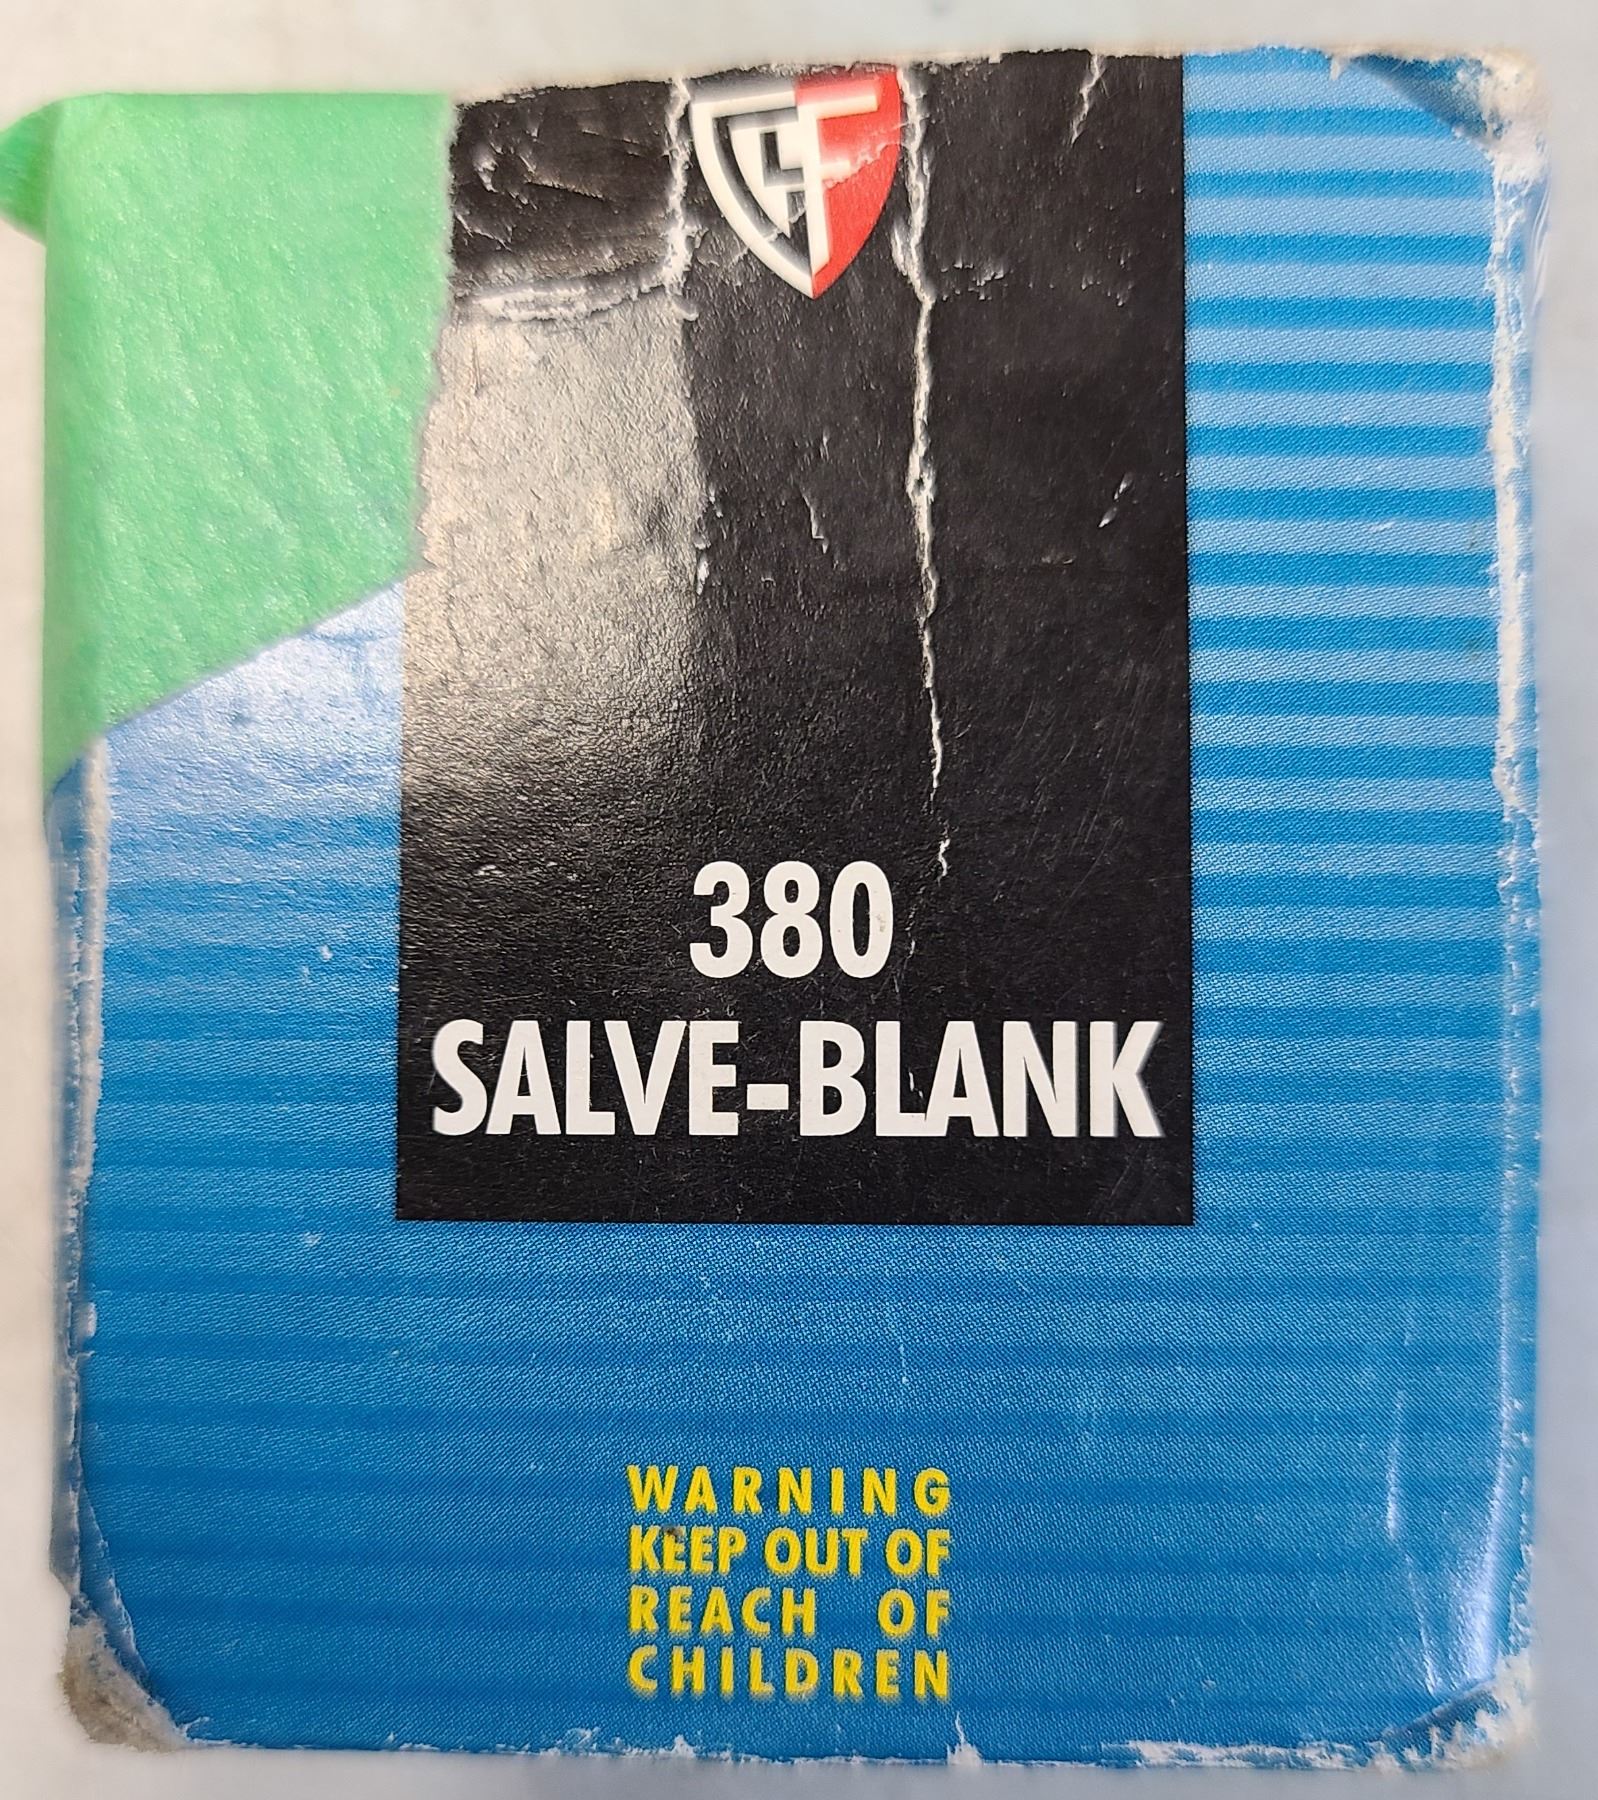 380
SALVE-BLANK
WARNING
KEEP OUT OF
REACH OF
CHILDREN